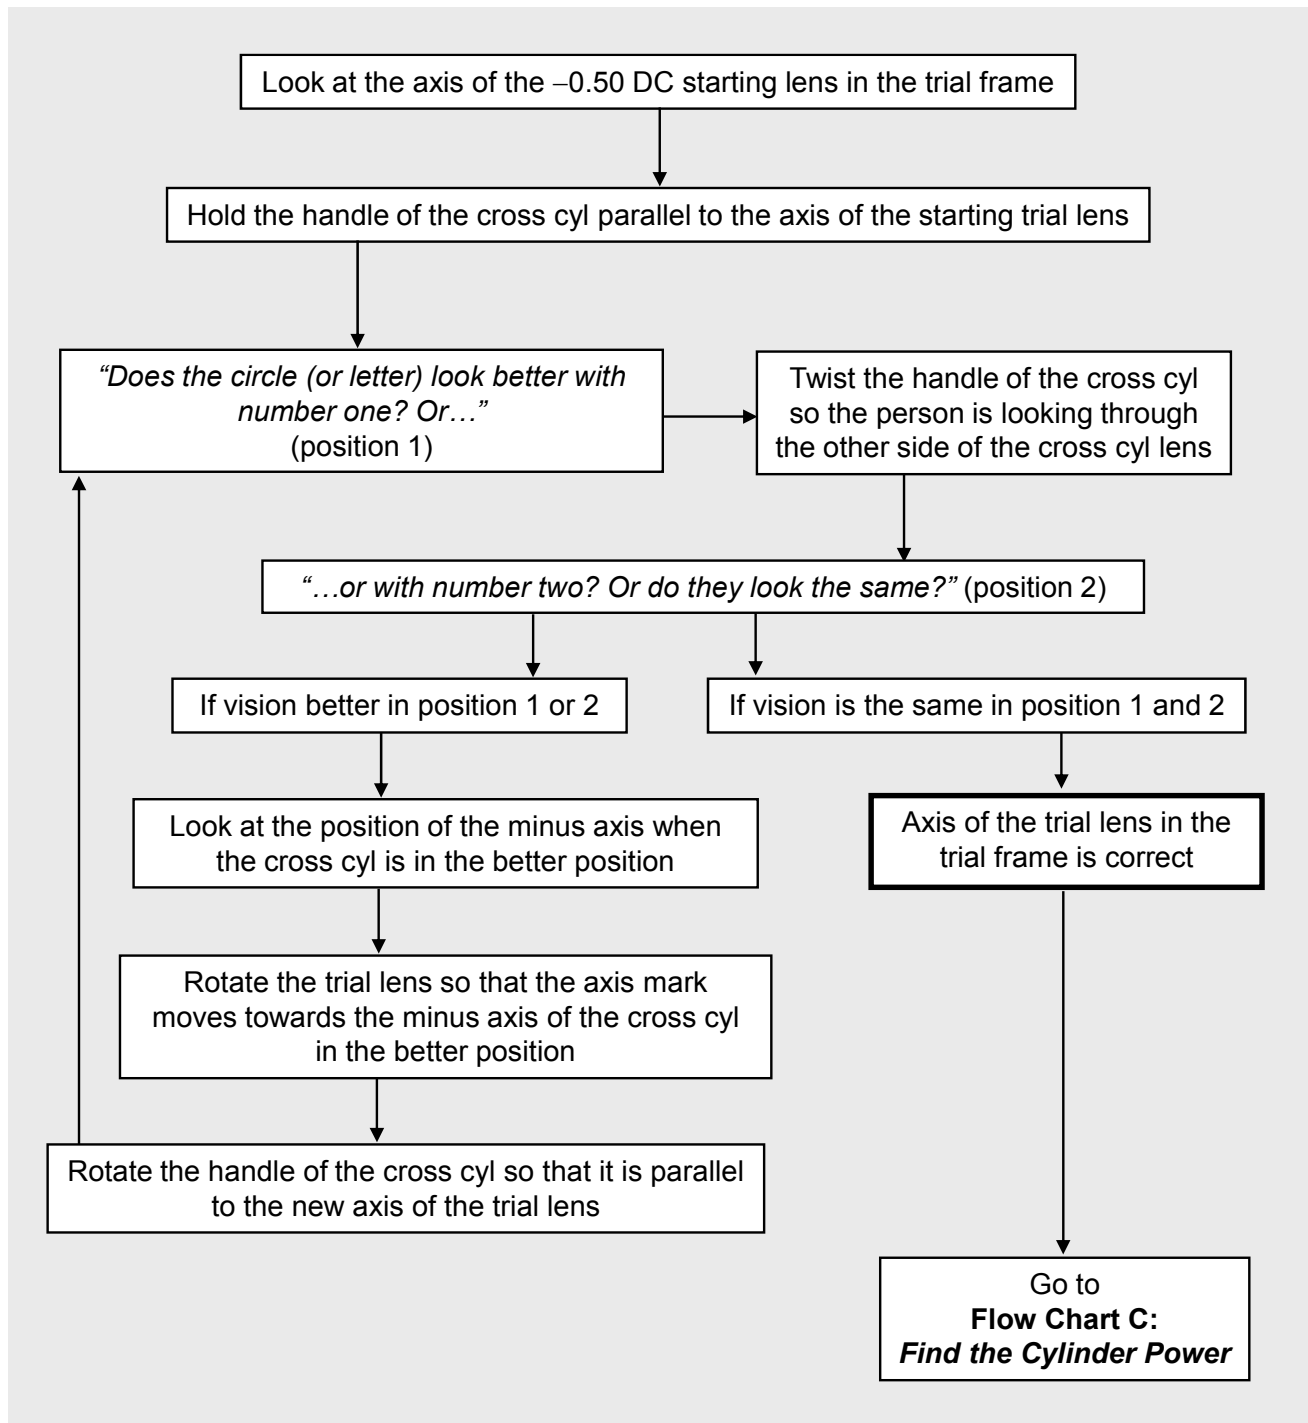 Look at the axis of the −0.50 DC starting lens in the trial frame
Hold the handle of the cross cyl parallel to the axis of the starting trial lens
“Does the circle (or letter) look better with
number one? Or…”
(position 1)
Twist the handle of the cross cyl
so the person is looking through
the other side of the cross cyl lens
“…or with number two? Or do they look the same?” (position 2)
If vision better in position 1 or 2
If vision is the same in position 1 and 2
Look at the position of the minus axis when
the cross cyl is in the better position
Axis of the trial lens in the
trial frame is correct
Rotate the trial lens so that the axis mark
moves towards the minus axis of the cross cyl
in the better position
Rotate the handle of the cross cyl so that it is parallel
to the new axis of the trial lens
Go to
Flow Chart C:
Find the Cylinder Power